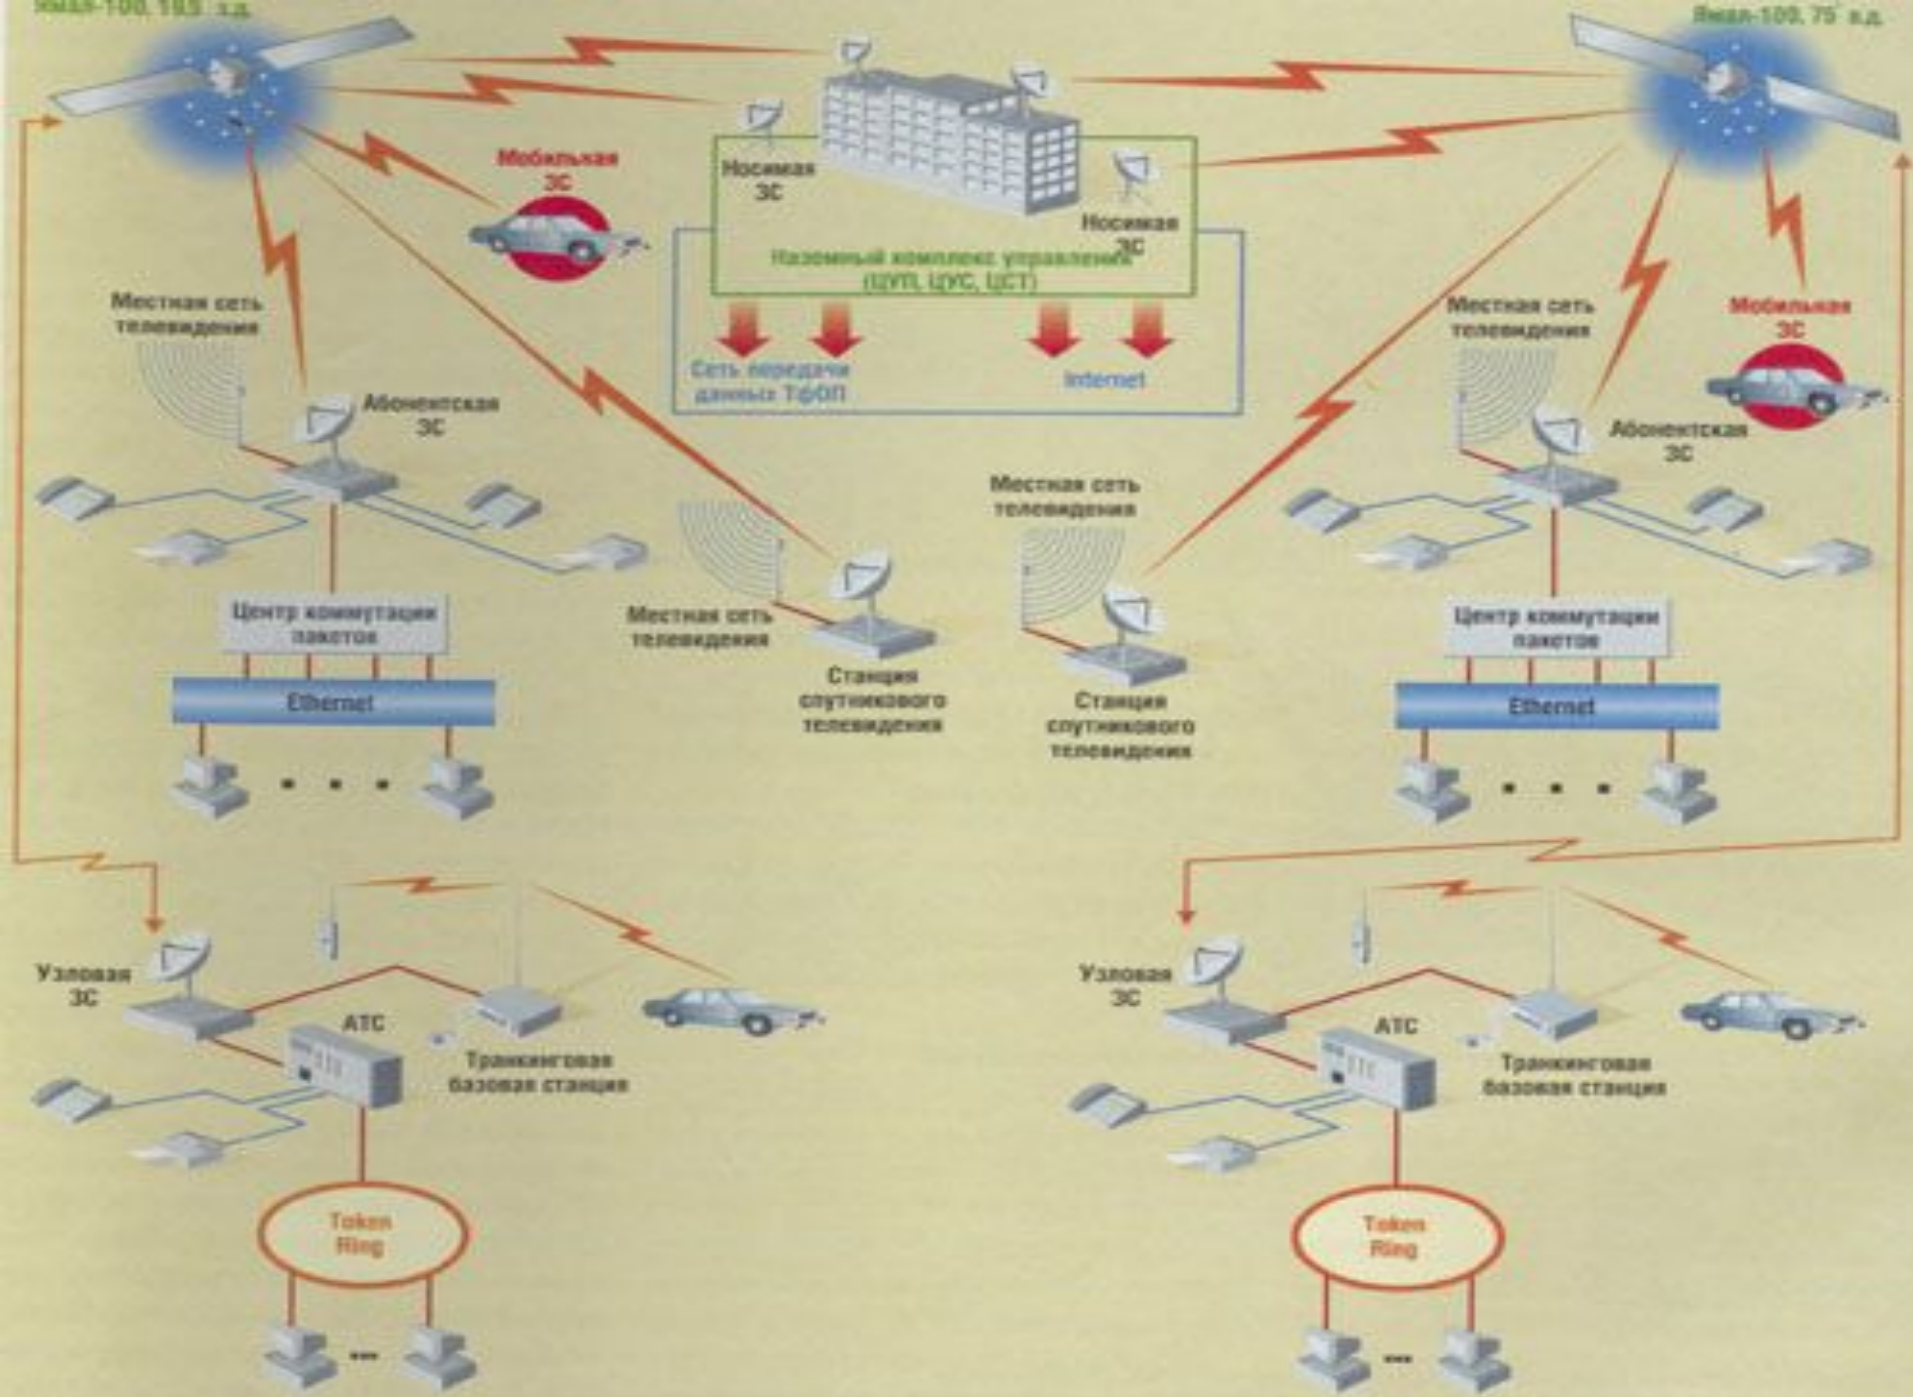 Ямал-100, 19,5° з.д.
Ямал-100, 75° в.д.
Мобильная
ЗС
Носимая
ЗС
Носимая
ЗС
Наземный комплекс управления
(ЦУП, ЦУС, ЦСТ)
Сеть передачи
данных ТфОП
Internet
Местная сеть
телевидения
Абонентская
ЗС
Местная сеть
телевидения
Мобильная
ЗС
Абонентская
ЗС
Местная сеть
телевидения
Местная сеть
телевидения
Центр коммутации
пакетов
Ethernet
Станция
спутникового
телевидения
Станция
спутникового
телевидения
Центр коммутации
пакетов
Ethernet
Узловая
ЗС
АТС
Транкинговая
базовая станция
Token
Ring
Узловая
ЗС
АТС
Транкинговая
базовая станция
Token
Ring